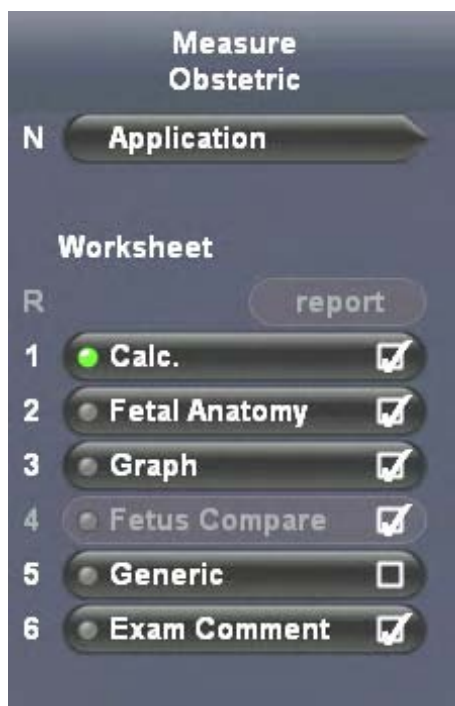 Measure
Obstetric
N Application
Worksheet
R report
1 Calc.
2 Fetal Anatomy
3 Graph
4 Fetus Compare
5 Generic
6 Exam Comment